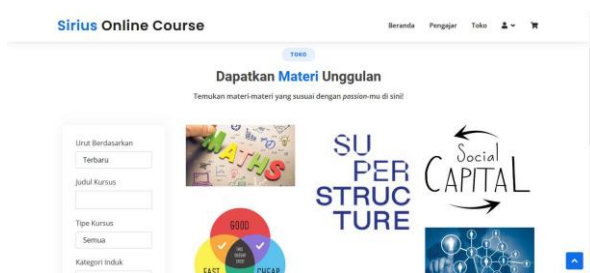 Sirius Online Course
Beranda Pengajar Toko
TOKO
Dapatkan Materi Unggulan
Temukan materi-materi yang susuai dengan passion-mu di sini!
Urut Berdasarkan
Terbaru
Judul Kursus
Tipe Kursus
Semua
Kategori Induk
MATHS
GOOD
FAST
CHEAP
SU
PER
STRUC
TURE
Social
CAPITAL